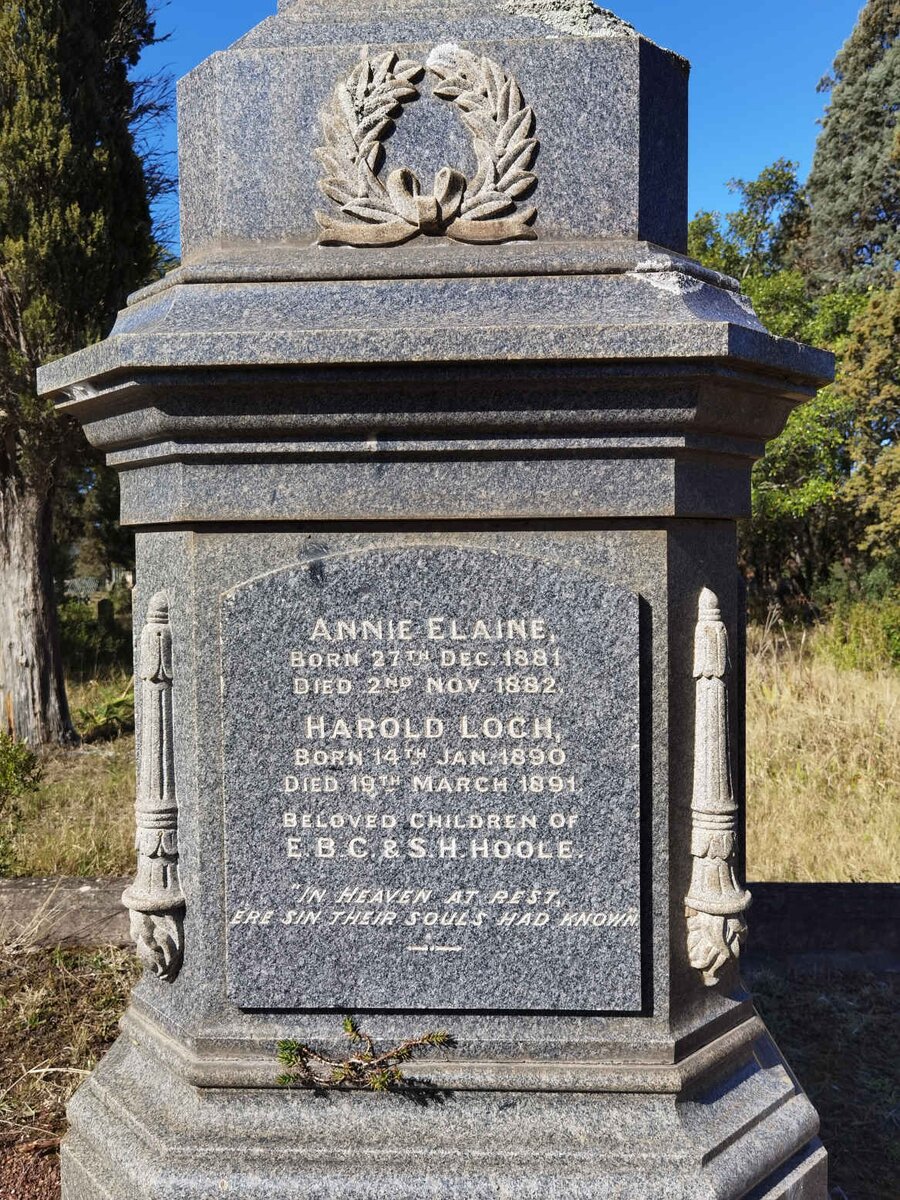 ANNIE ELAINE,
BORN 27TH DEC. 1881
DIED 2ND NOV. 1882.
HAROLD LOCH,
BORN 14TH JAN. 1890
DIED 19TH MARCH 1891.
BELOVED CHILDREN OF
E.B.C. & S.H. HOOLE.
"IN HEAVEN AT REST,
ERE SIN THEIR SOULS HAD KNOWN